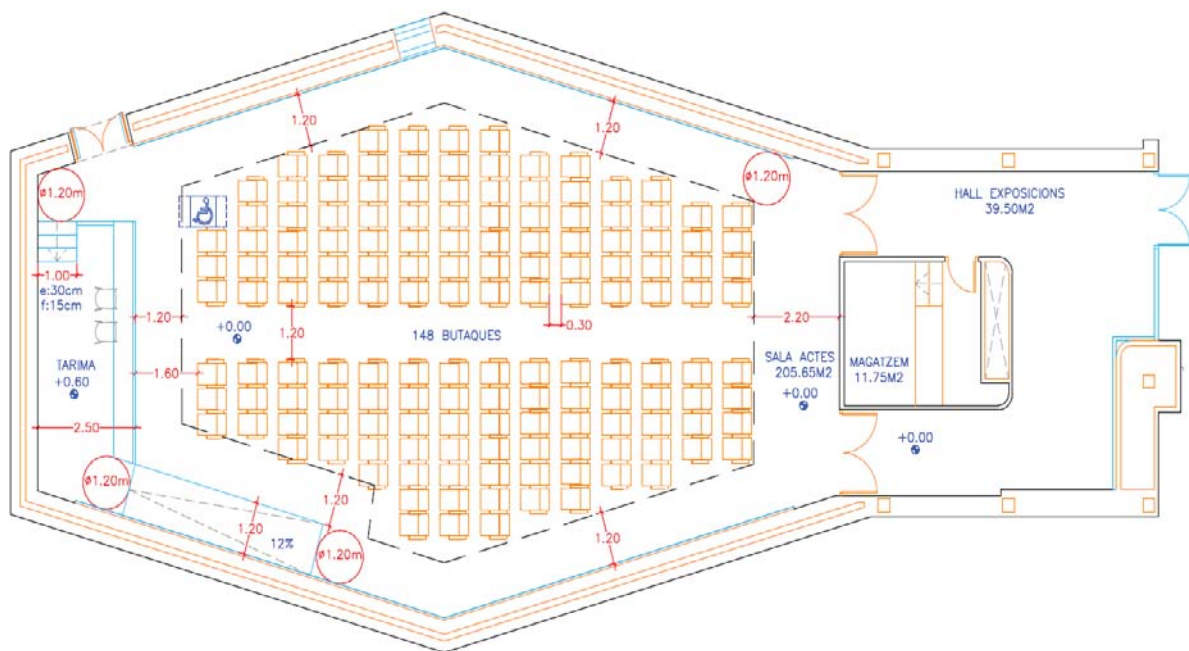 1.20
1.20
ø1.20m
ø1.20m
HALL EXPOSICIONS
39.50M2
1.00
e:30cm
f:15cm
1.20
+0.00
1.20
148 BUTAQUES
0.30
2.20
TARIMA
+0.60
1.60
SALA ACTES
205.65M2
+0.00
MAGATZEM
11.75M2
2.50
+0.00
ø1.20m
1.20
1.20
12%
ø1.20m
1.20